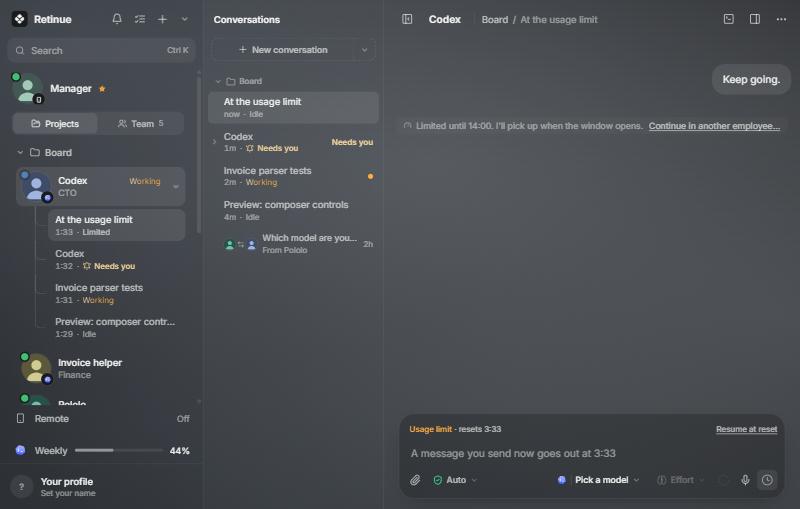 Retinue
Search
Ctrl K
Manager
Projects
Team 5
Board
Codex
Working
CTO
At the usage limit
1:33 · Limited
Codex
1:32 · Needs you
Invoice parser tests
1:31 · Working
Preview: composer contr...
1:29 · Idle
Invoice helper
Finance
Pololo
Remote
Off
Weekly
44%
?
Your profile
Set your name
Conversations
+ New conversation
Board
At the usage limit
now · Idle
Codex
1m · Needs you
Needs you
Invoice parser tests
2m · Working
Preview: composer controls
4m · Idle
Which model are you...
2h
From Pololo
Codex
Board / At the usage limit
Keep going.
Limited until 14:00. I'll pick up when the window opens. Continue in another employee...
Usage limit · resets 3:33
Resume at reset
A message you send now goes out at 3:33
Auto
Pick a model
Effort